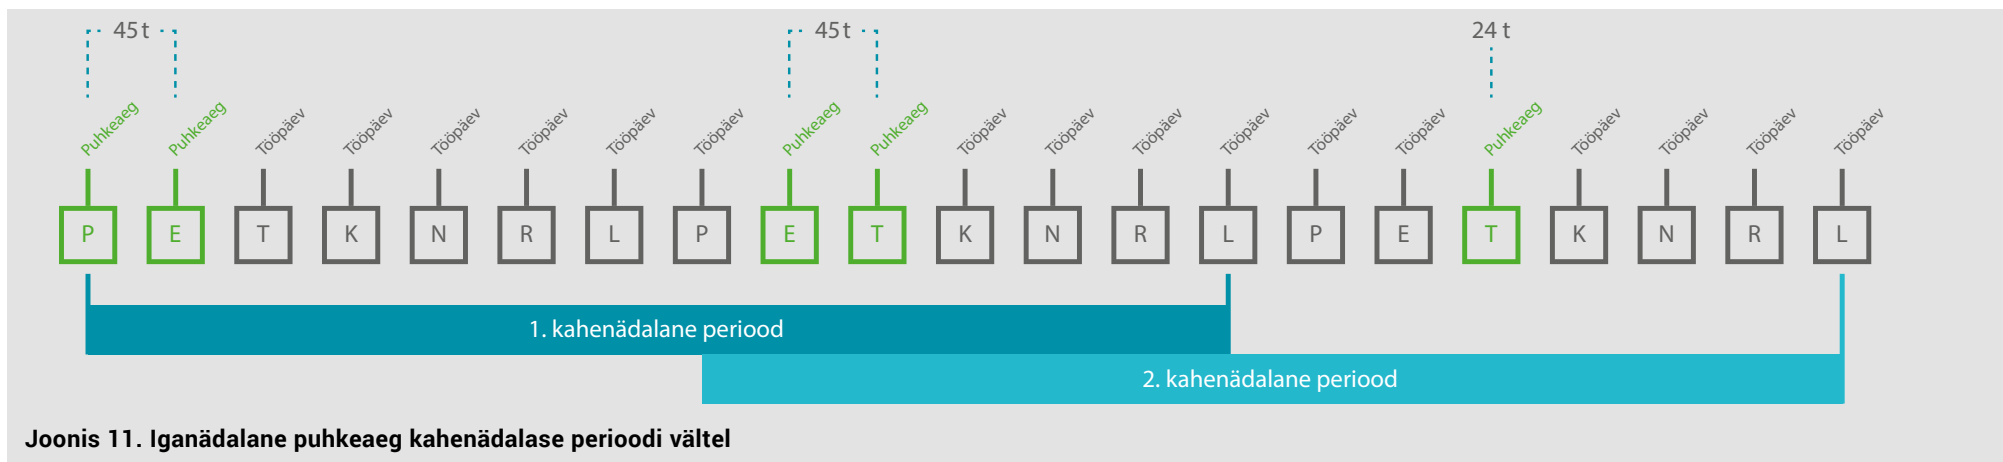 45 t 45 t 24 t
Puhkeaeg Puhkeaeg Tööpäev Tööpäev Tööpäev Tööpäev Tööpäev Tööpäev Puhkeaeg Puhkeaeg Tööpäev Tööpäev Tööpäev Tööpäev Tööpäev Tööpäev Puhkeaeg Tööpäev Tööpäev Tööpäev Tööpäev
P E T K N R L P E T K N R L P E T K N R L
1. kahenädalane periood
2. kahenädalane periood
Joonis 11. Iganädalane puhkeaeg kahenädalase perioodi vältel